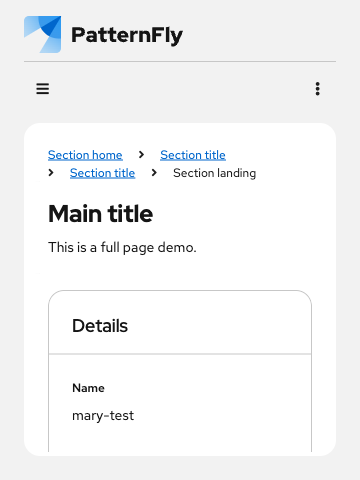 PatternFly
Section home > Section title
> Section title > Section landing
Main title
This is a full page demo.
Details
Name
mary-test